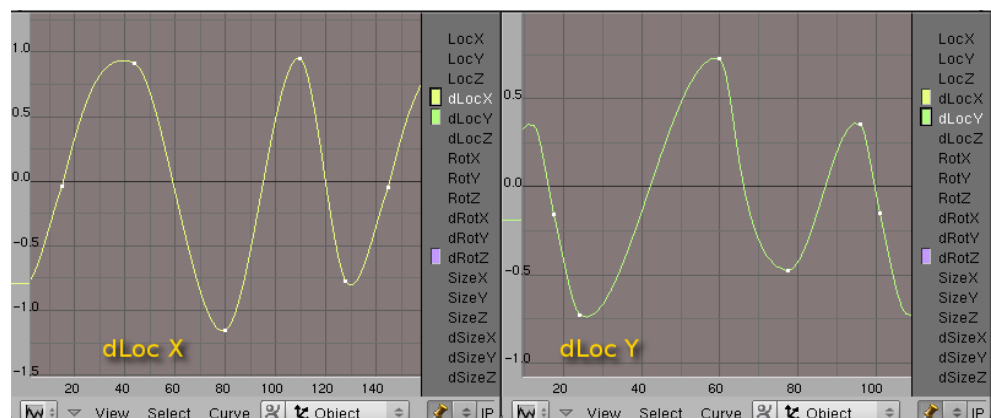 1.0
0.5
0.0
-0.5
-1.0
-1.5
20 40 60 80 100 120 140
dLoc X
LocX
LocY
LocZ
dLocX
dLocY
dLocZ
RotX
RotY
RotZ
dRotX
dRotY
dRotZ
SizeX
SizeY
SizeZ
dSizeX
dSizeY
dSizeZ
View Select Curve Object IP
0.5
0.0
-0.5
-1.0
20 40 60 80 100
dLoc Y
LocX
LocY
LocZ
dLocX
dLocY
dLocZ
RotX
RotY
RotZ
dRotX
dRotY
dRotZ
SizeX
SizeY
SizeZ
dSizeX
dSizeY
dSizeZ
View Select Curve Object IP